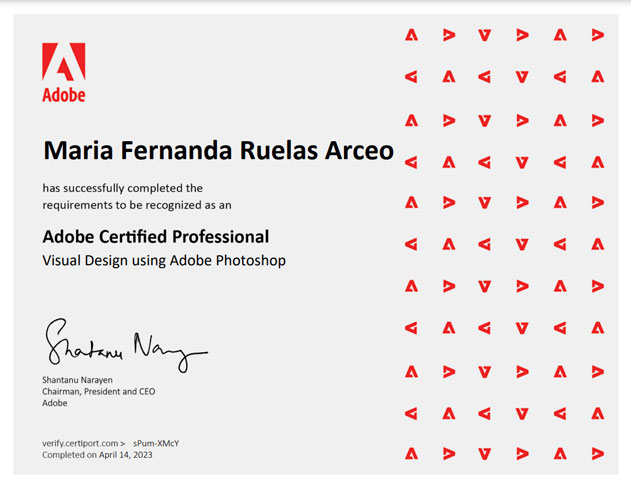 Adobe
Maria Fernanda Ruelas Arceo
has successfully completed the
requirements to be recognized as an
Adobe Certified Professional
Visual Design using Adobe Photoshop
Shantanu Narayen
Shantanu Narayen
Chairman, President and CEO
Adobe
verify.certiport.com > sPum-XMcY
Completed on April 14, 2023